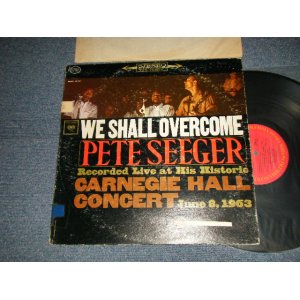 WE SHALL OVERCOME
PETE SEEGER
Recorded Live at His Historic
CARNEGIE HALL
CONCERT June 8, 1963